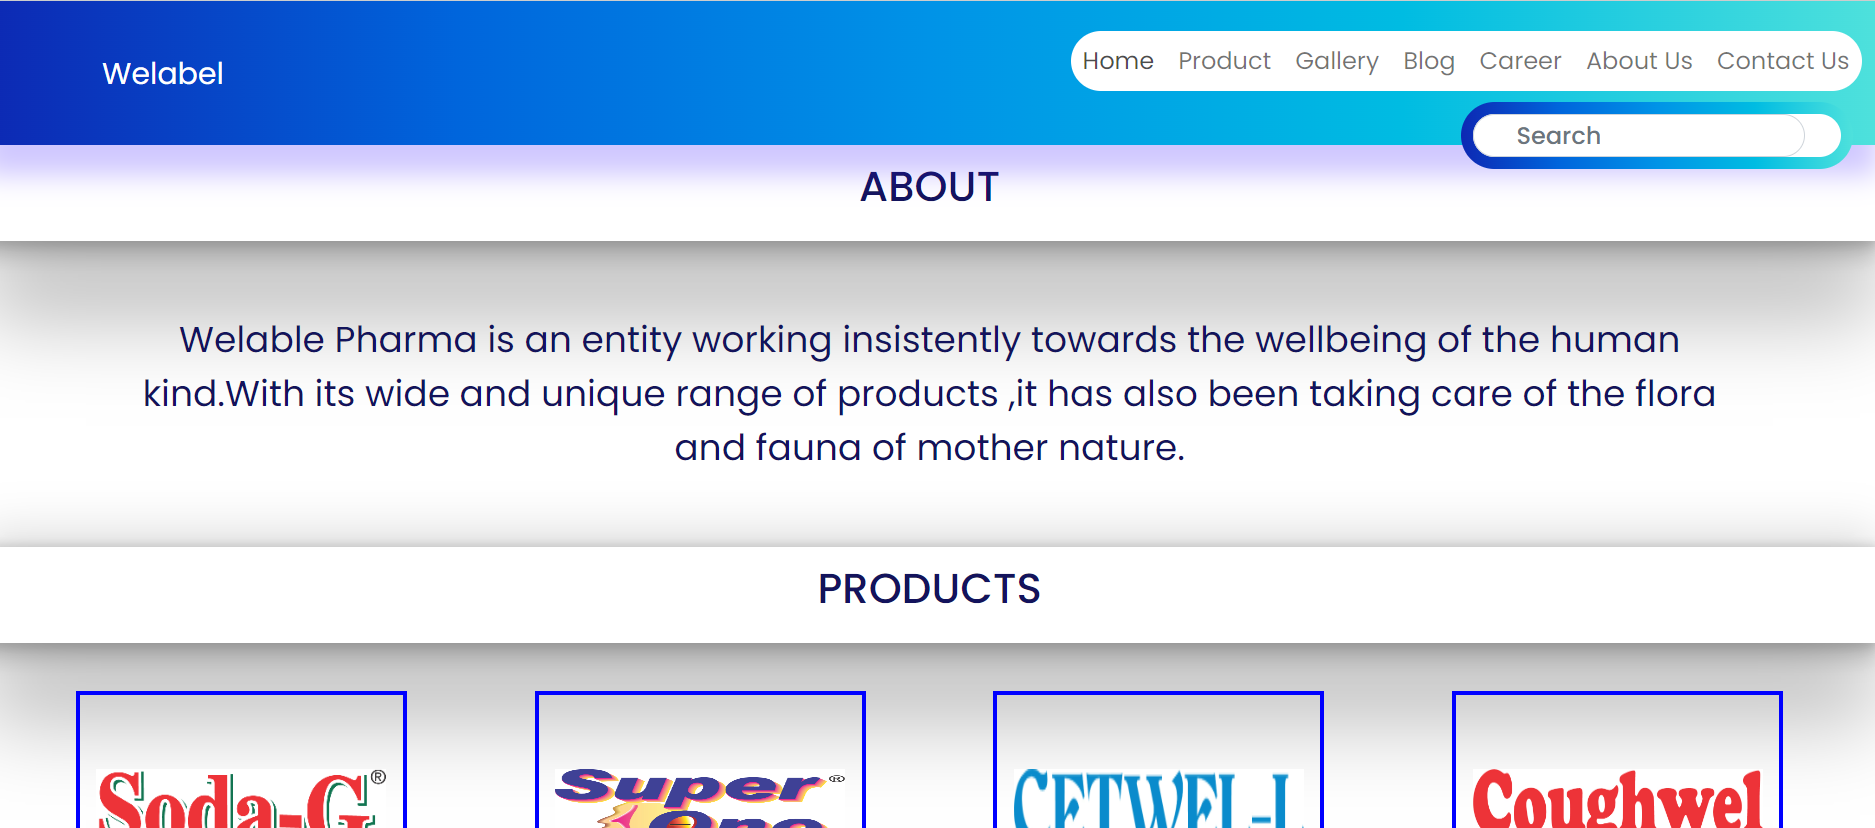 Welabel
Home Product Gallery Blog Career About Us Contact Us
Search
ABOUT
Welable Pharma is an entity working insistently towards the wellbeing of the human
kind.With its wide and unique range of products ,it has also been taking care of the flora
and fauna of mother nature.
PRODUCTS
Soda-G®
Super®
One
CETWEL-L
Coughwel